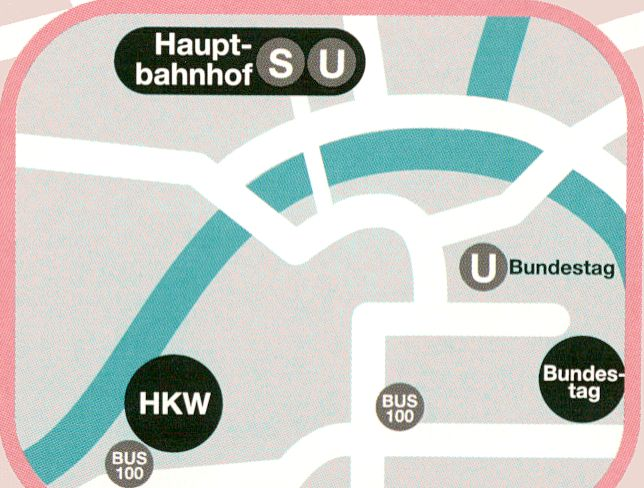 Haupt-
bahnhof S U
U Bundestag
Bundes-
tag
HKW
BUS
100
BUS
100